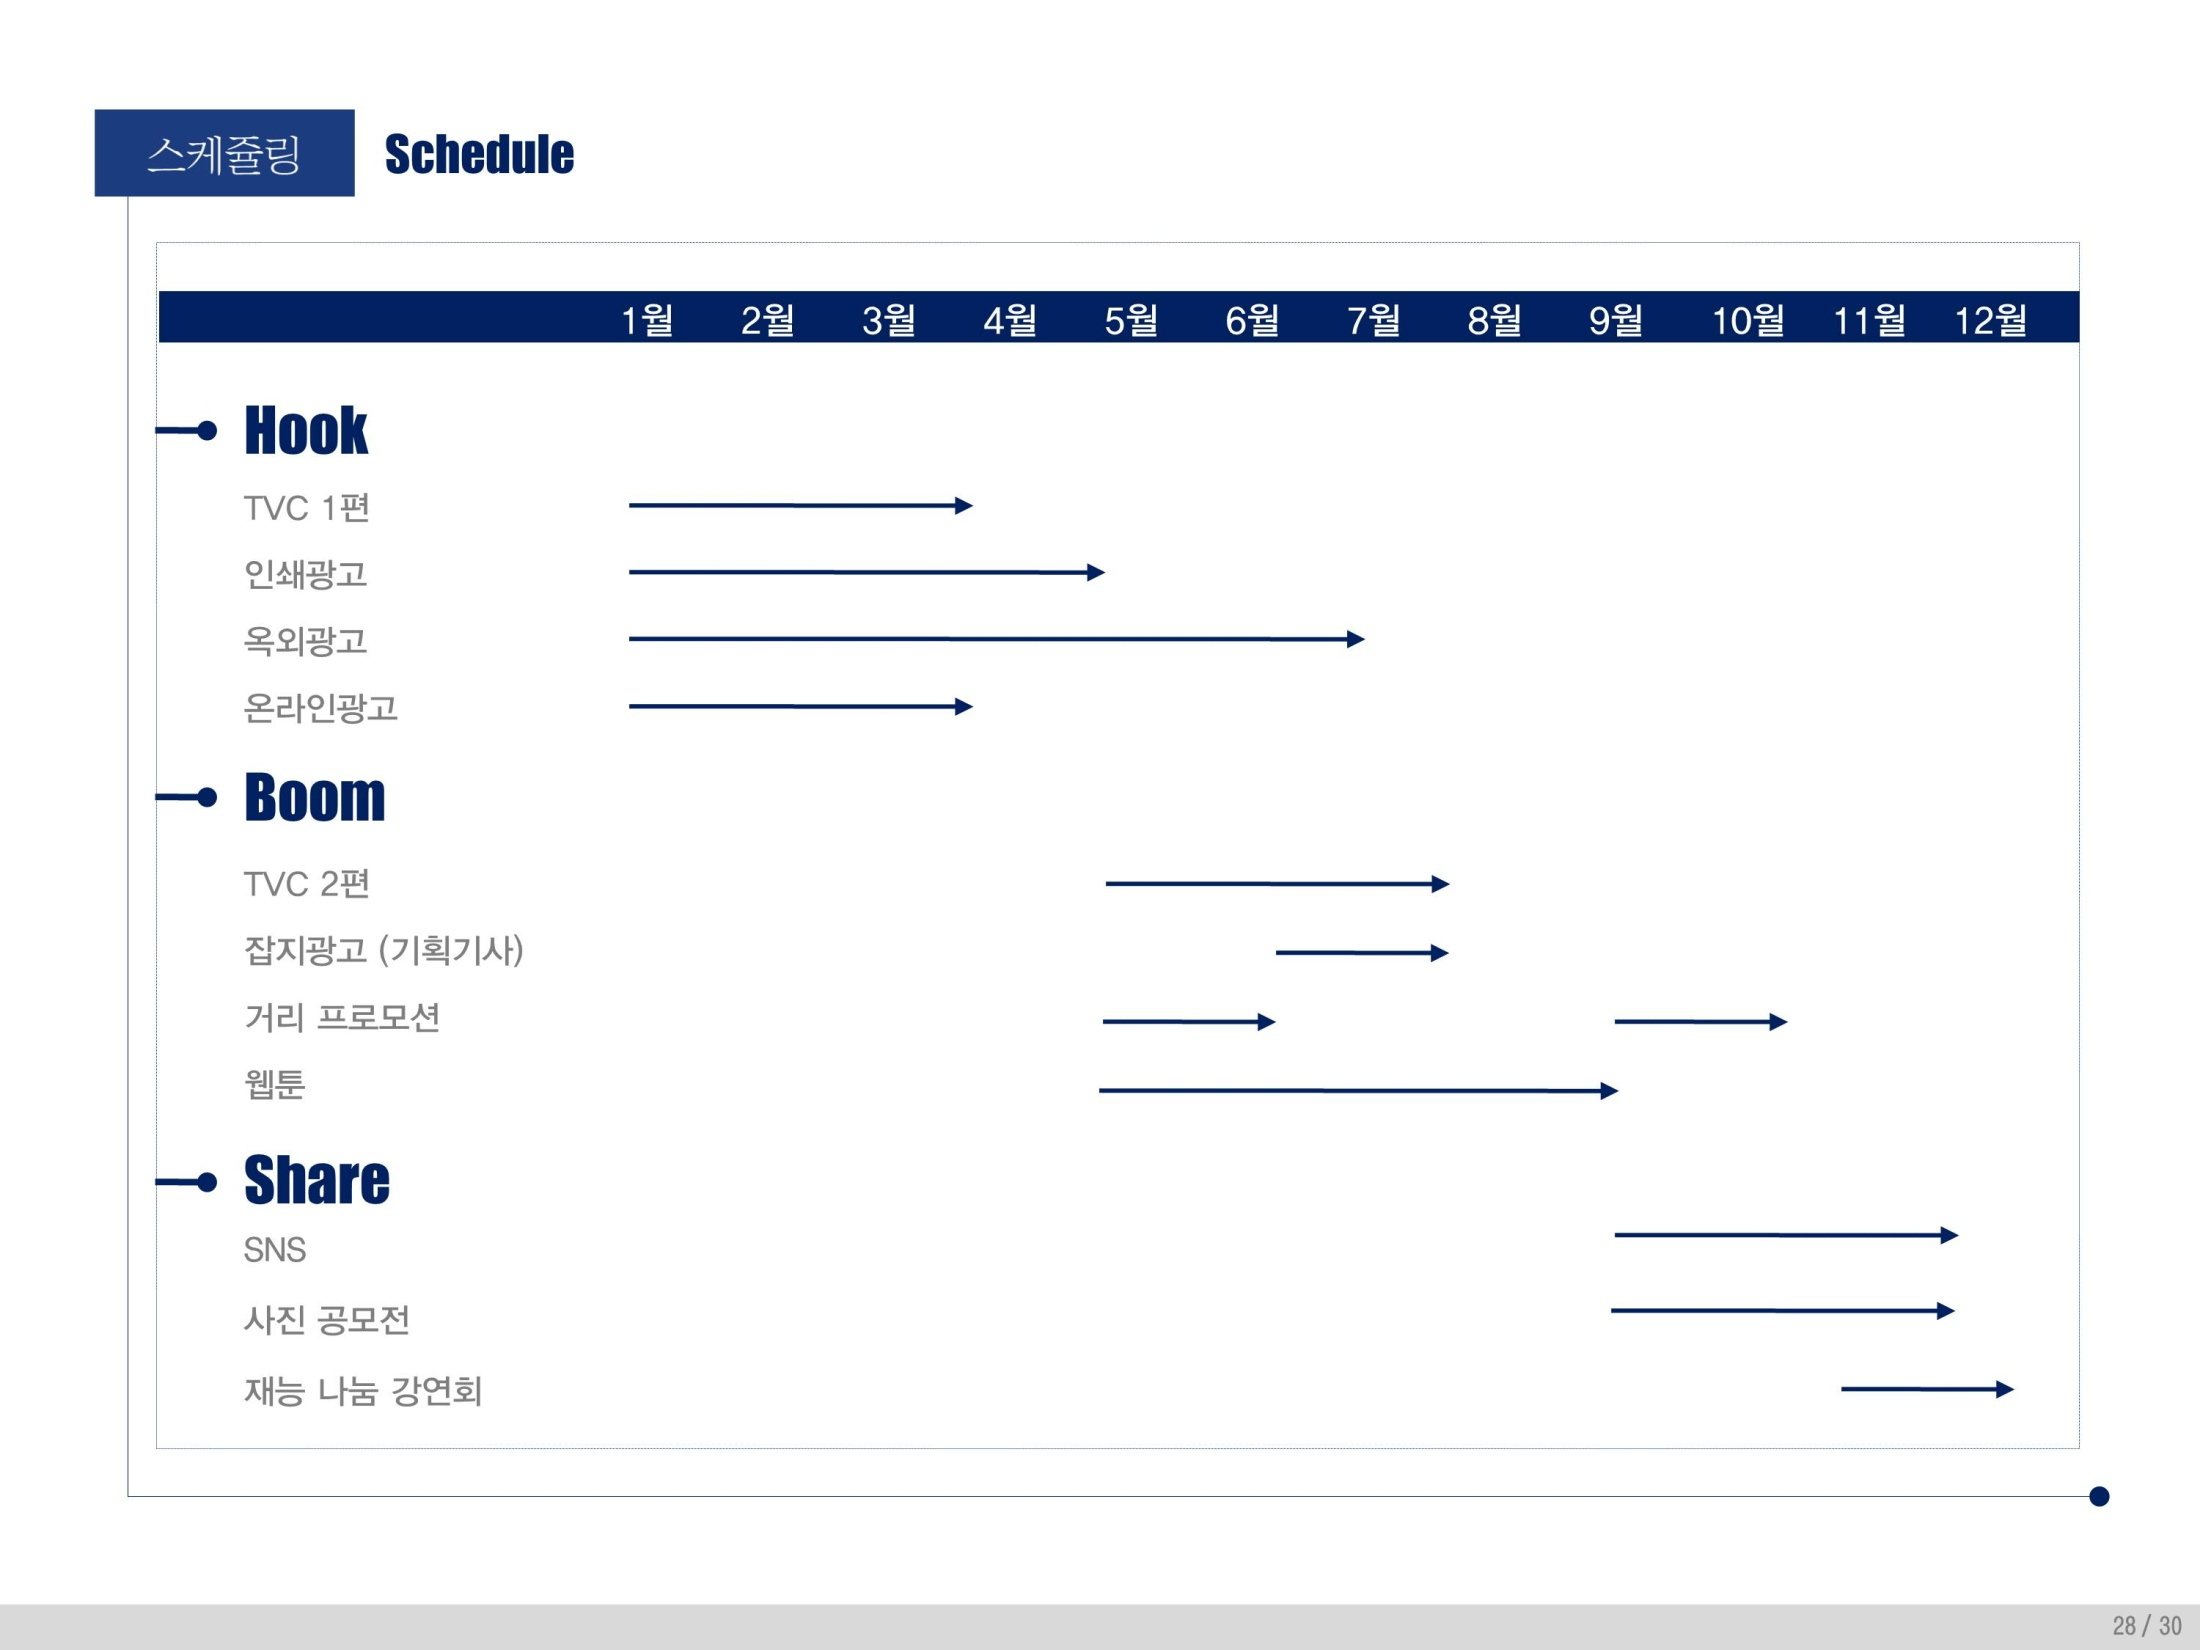 스케쥴링 Schedule
1월 2월 3월 4월 5월 6월 7월 8월 9월 10월 11월 12월
Hook
TVC 1편
인쇄광고
옥외광고
온라인광고
Boom
TVC 2편
잡지광고 (기획기사)
거리 프로모션
웹툰
Share
SNS
사진 공모전
재능 나눔 강연회
28 / 30